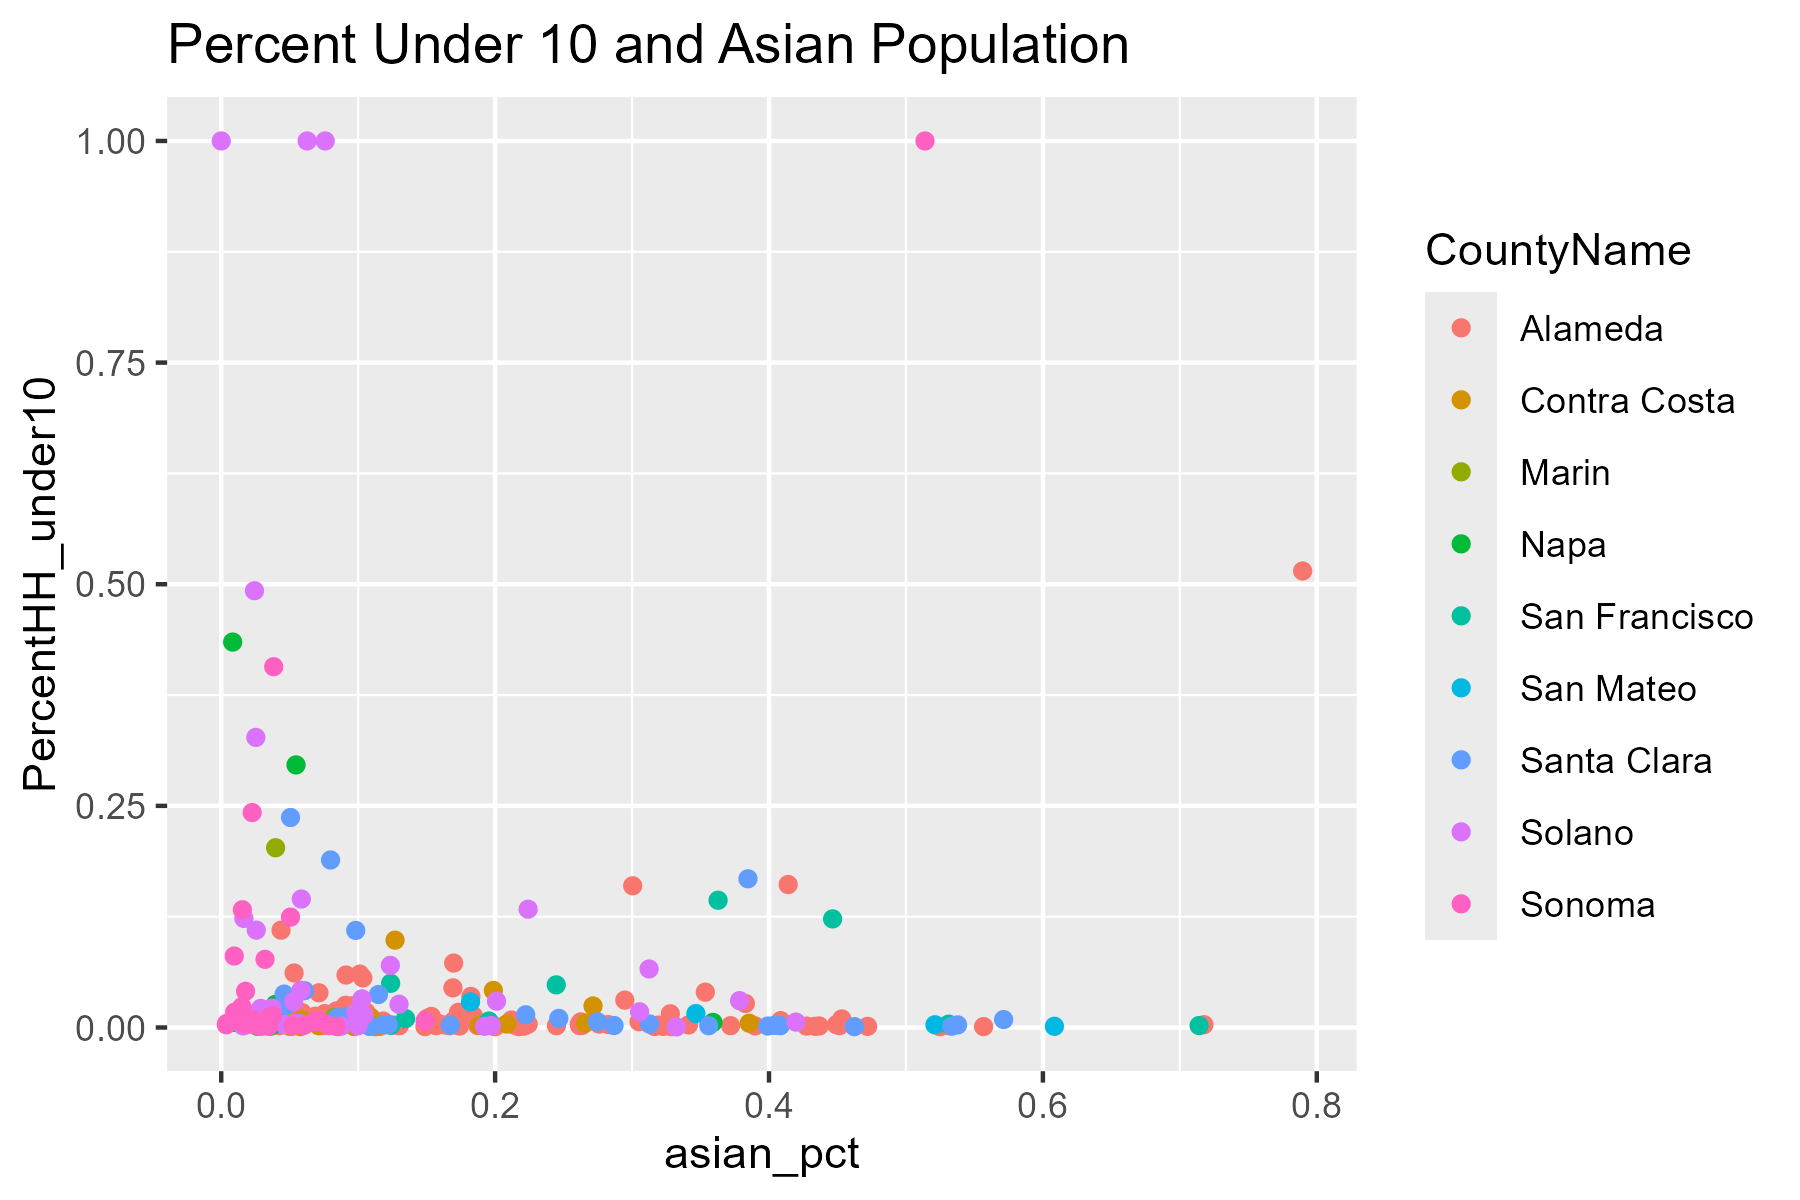 Percent Under 10 and Asian Population
PercentHH_under10
1.00
0.75
0.50
0.25
0.00
0.0 0.2 0.4 0.6 0.8
asian_pct
CountyName
Alameda
Contra Costa
Marin
Napa
San Francisco
San Mateo
Santa Clara
Solano
Sonoma